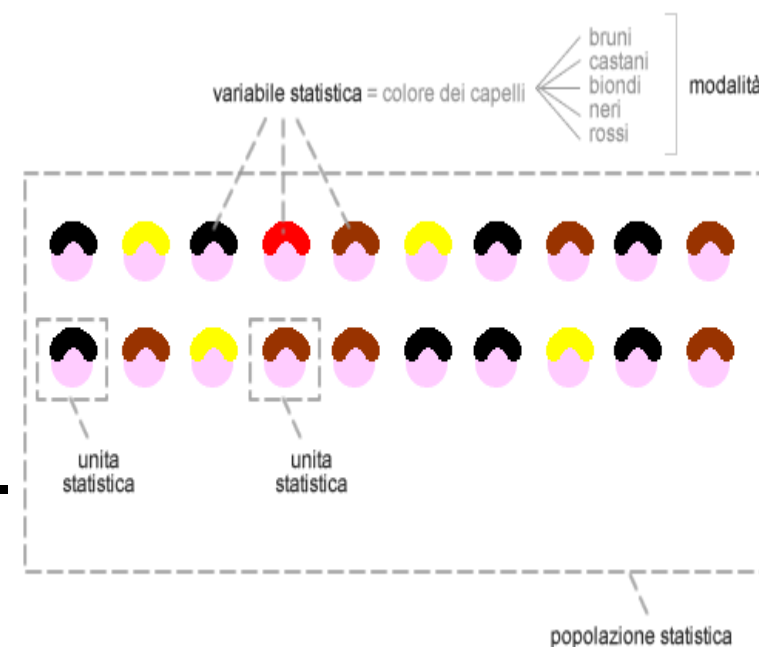 bruni
castani
variabile statistica = colore dei capelli
biondi
modalità
neri
rossi
unita
statistica
unita
statistica
popolazione statistica